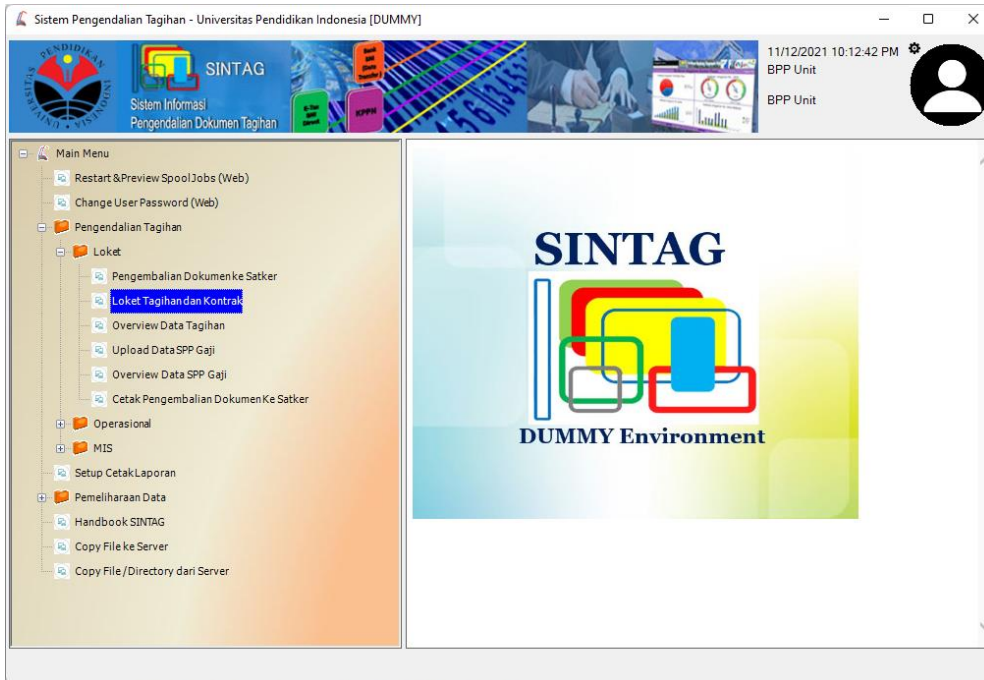 Sistem Pengendalian Tagihan - Universitas Pendidikan Indonesia [DUMMY]
PENDIDIKAN INDONESIA
SINTAG
Sistem Informasi
Pengendalian Dokumen Tagihan
KPPN
11/12/2021 10:12:42 PM
BPP Unit
BPP Unit
Main Menu
Restart &Preview SpoolJobs (Web)
Change User Password (Web)
Pengendalian Tagihan
Loket
Pengembalian Dokumen ke Satker
Loket Tagihan dan Kontrak
Overview Data Tagihan
Upload Data SPP Gaji
Overview Data SPP Gaji
Cetak Pengembalian Dokumen Ke Satker
Operasional
MIS
Setup Cetak Laporan
Pemeliharaan Data
Handbook SINTAG
Copy File ke Server
Copy File /Directory dari Server
SINTAG
DUMMY Environment